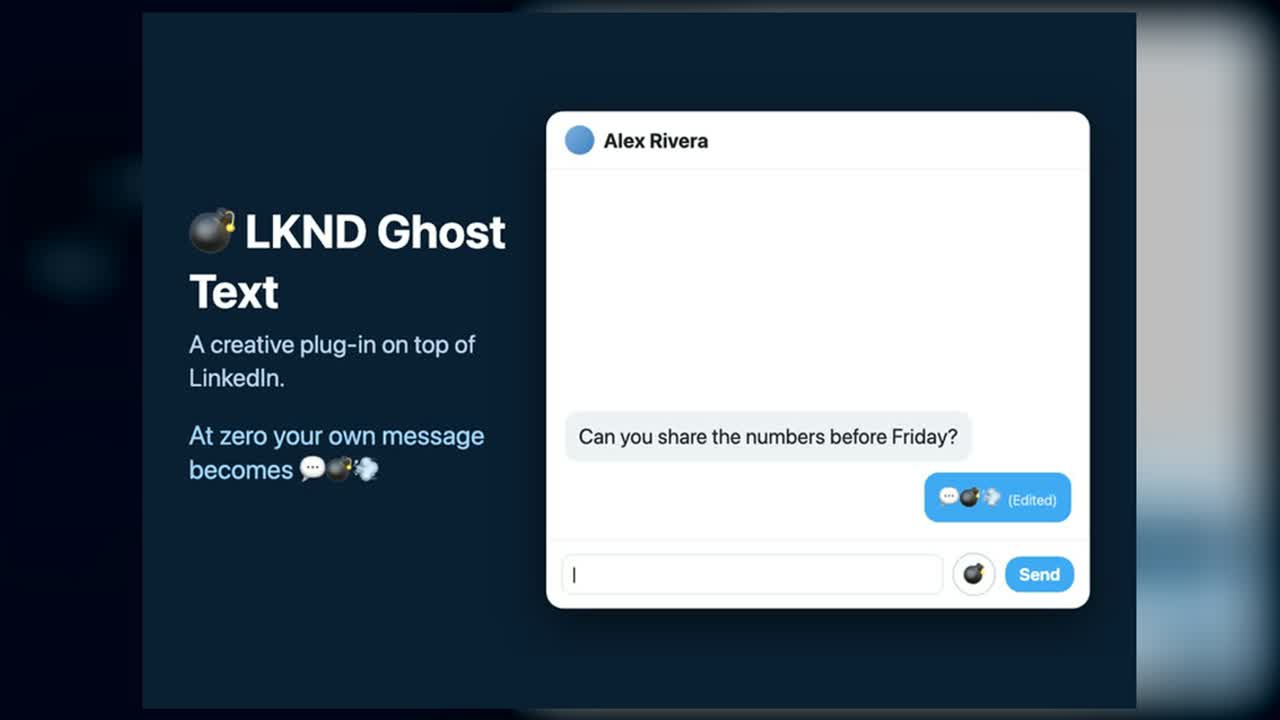 💣 LKND Ghost
Text
A creative plug-in on top of
LinkedIn.
At zero your own message
becomes 💬💣💨
Alex Rivera
Can you share the numbers before Friday?
💬💣💨 (Edited)
💣 Send